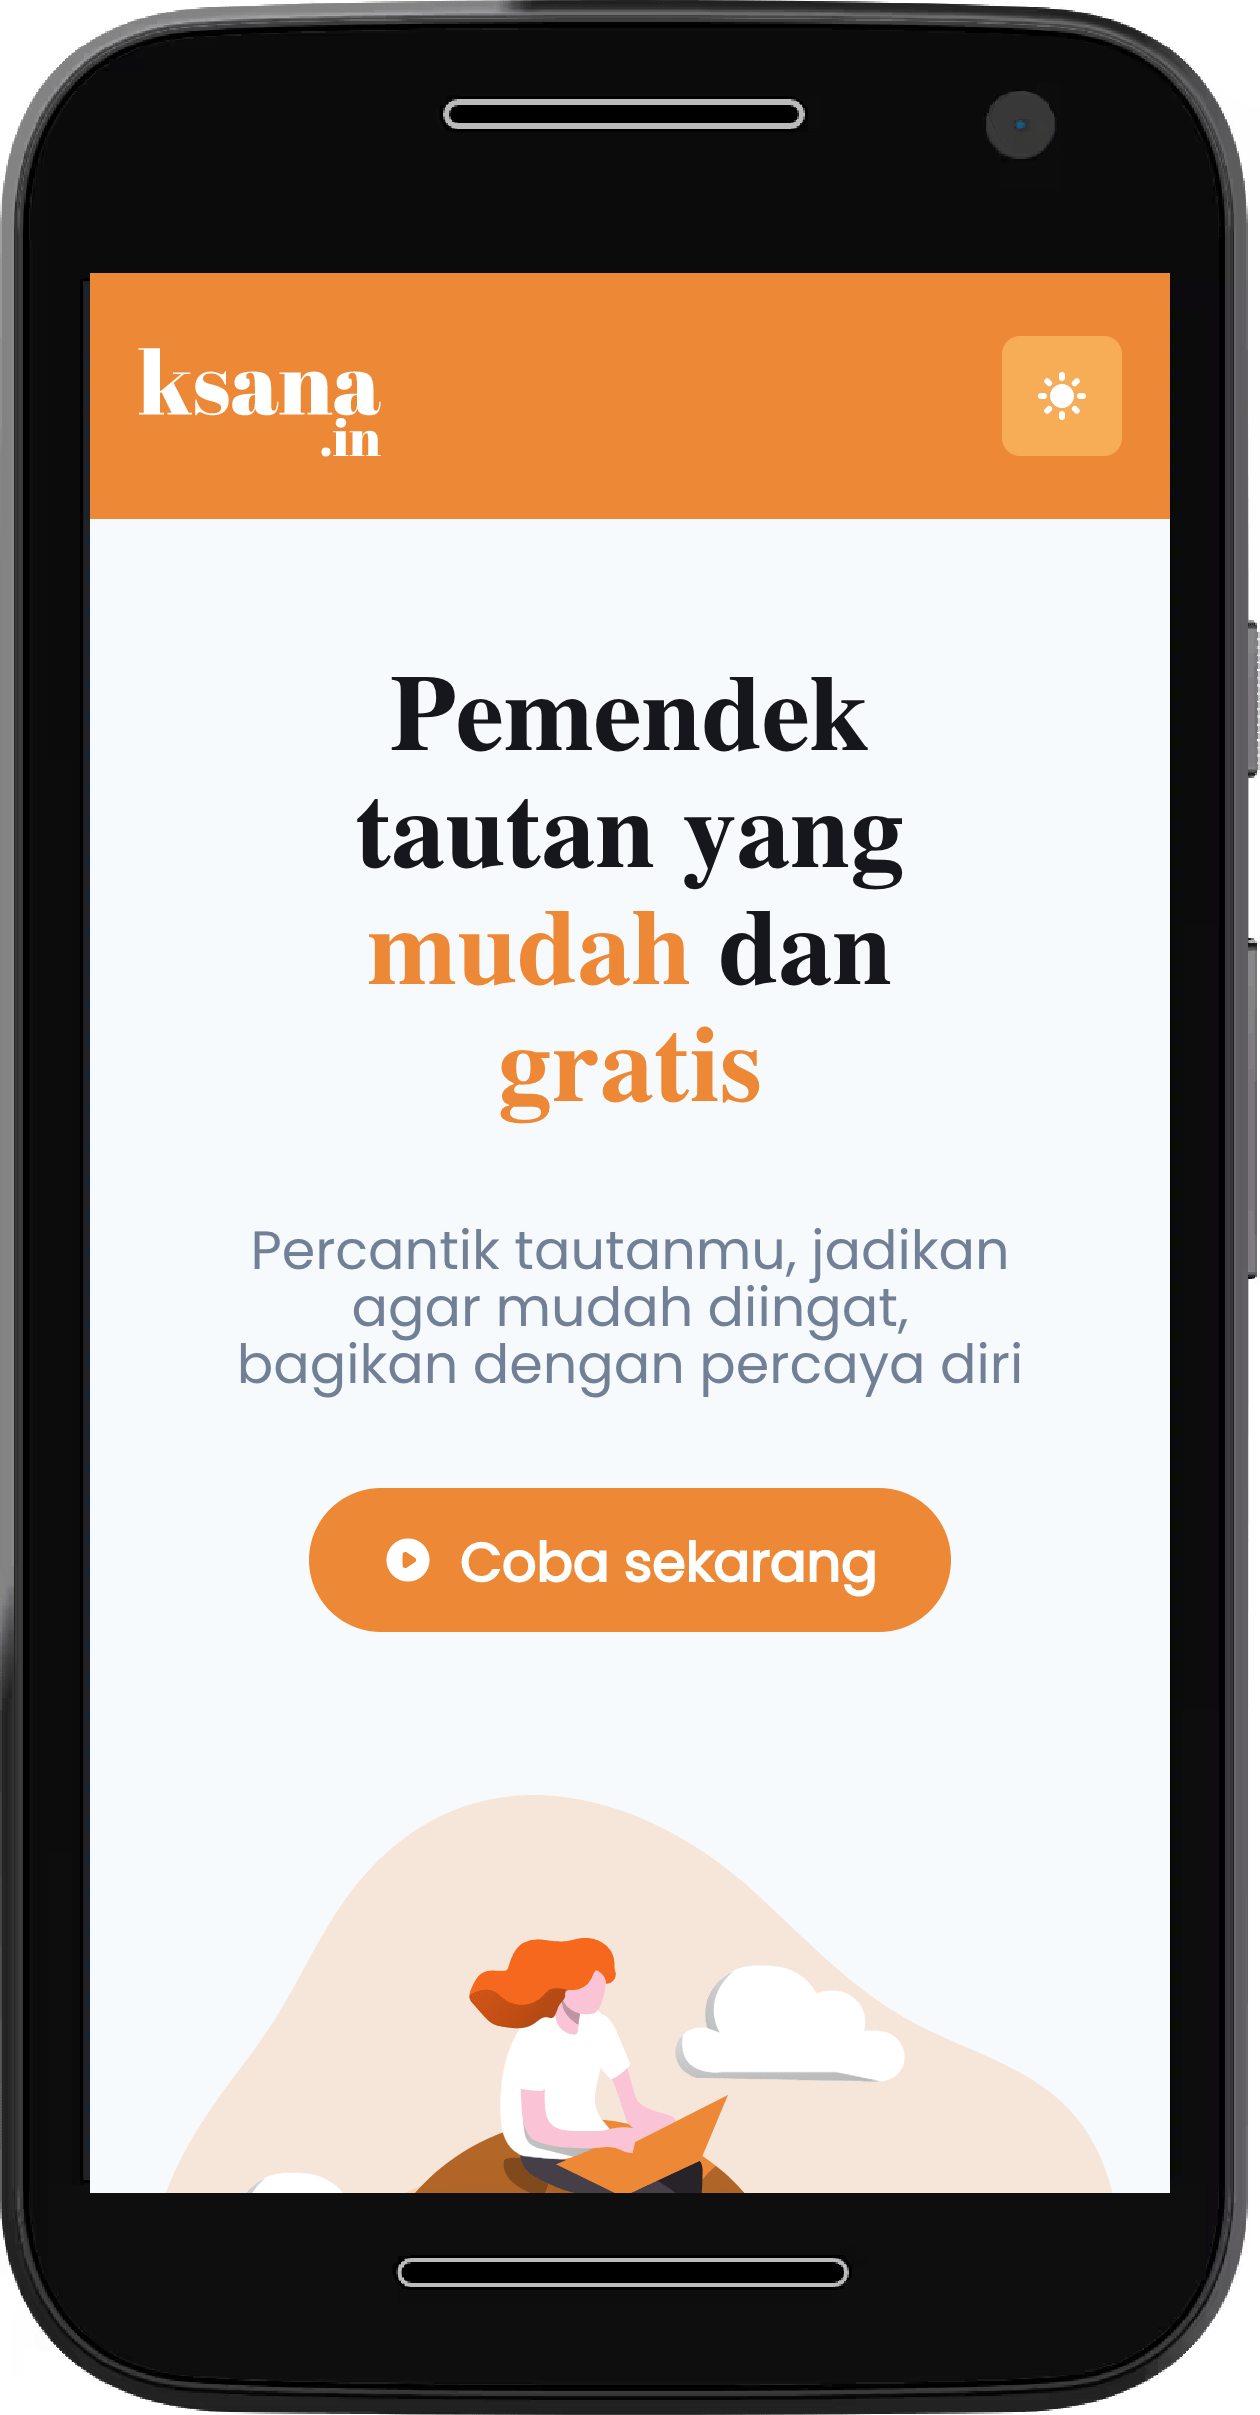 ksana
.in
Pemendek
tautan yang
mudah dan
gratis
Percantik tautanmu, jadikan
agar mudah diingat,
bagikan dengan percaya diri
Coba sekarang